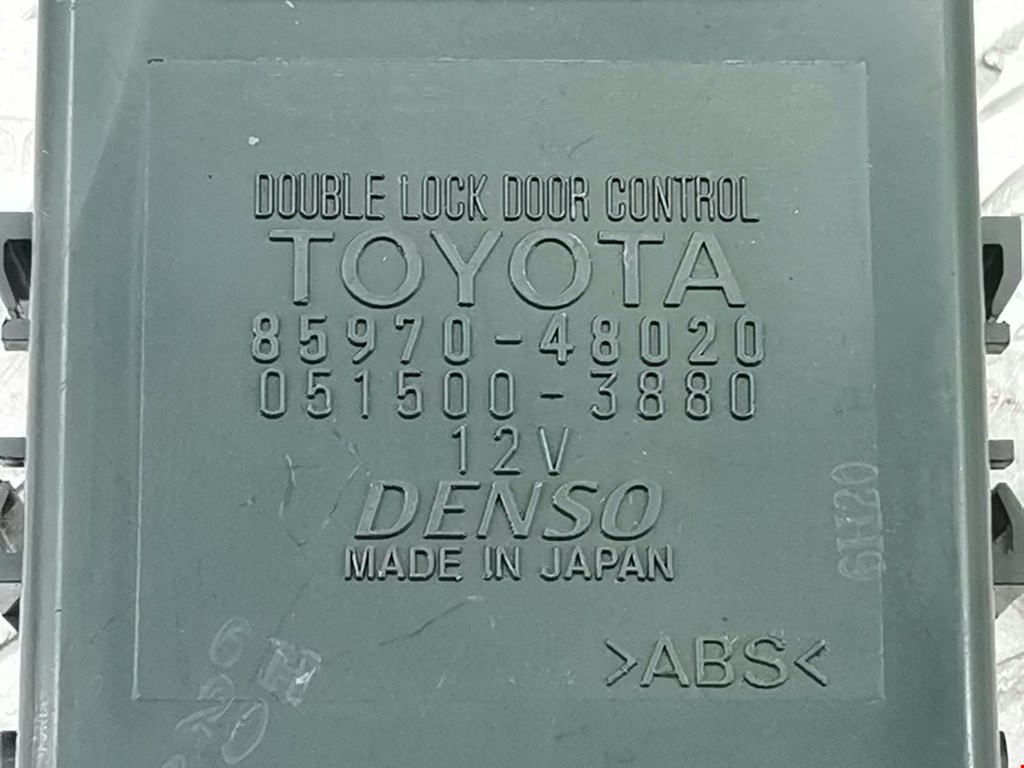 DOUBLE LOCK DOOR CONTROL
TOYOTA
85970-48020
051500-3880
12V
DENSO
MADE IN JAPAN
>ABS<